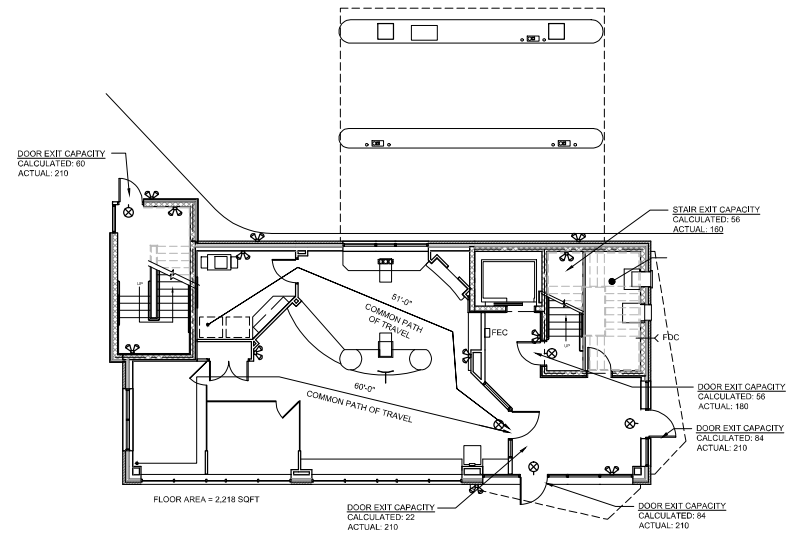 DOOR EXIT CAPACITY
CALCULATED: 60
ACTUAL: 210
STAIR EXIT CAPACITY
CALCULATED: 56
ACTUAL: 160
UP
51'-0"
COMMON PATH
OF TRAVEL
FEC
UP
FDC
60'-0"
COMMON PATH OF TRAVEL
DOOR EXIT CAPACITY
CALCULATED: 56
ACTUAL: 180
DOOR EXIT CAPACITY
CALCULATED: 84
ACTUAL: 210
FLOOR AREA = 2,218 SQFT
DOOR EXIT CAPACITY
CALCULATED: 22
ACTUAL: 210
DOOR EXIT CAPACITY
CALCULATED: 84
ACTUAL: 210